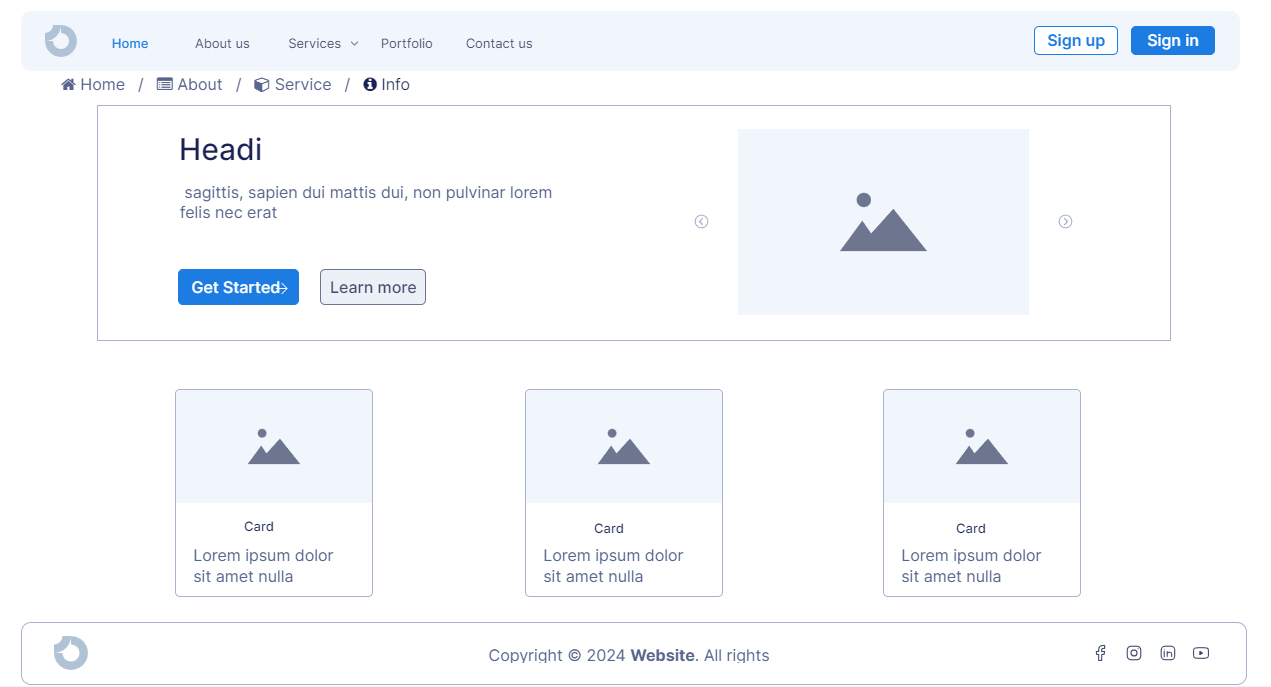 Home About us Services Portfolio Contact us Sign up Sign in
Home / About / Service / Info
Headi
sagittis, sapien dui mattis dui, non pulvinar lorem
felis nec erat
Get Started Learn more
Card
Lorem ipsum dolor
sit amet nulla
Card
Lorem ipsum dolor
sit amet nulla
Card
Lorem ipsum dolor
sit amet nulla
Copyright © 2024 Website. All rights